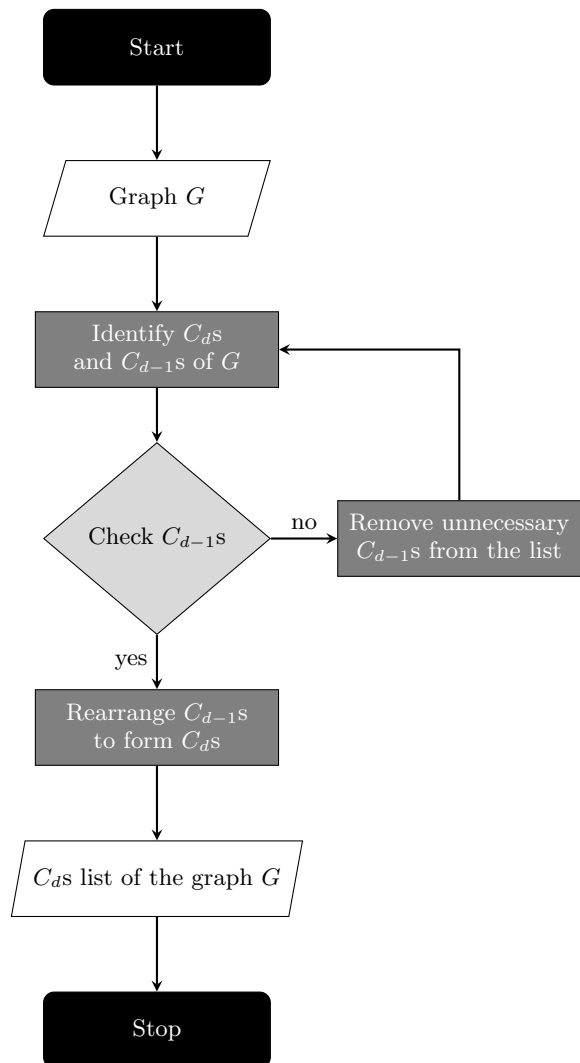 Start
Graph G
Identify C_ds
and C_{d−1}s of G
Check C_{d−1}s
no
Remove unnecessary
C_{d−1}s from the list
yes
Rearrange C_{d−1}s
to form C_ds
C_ds list of the graph G
Stop